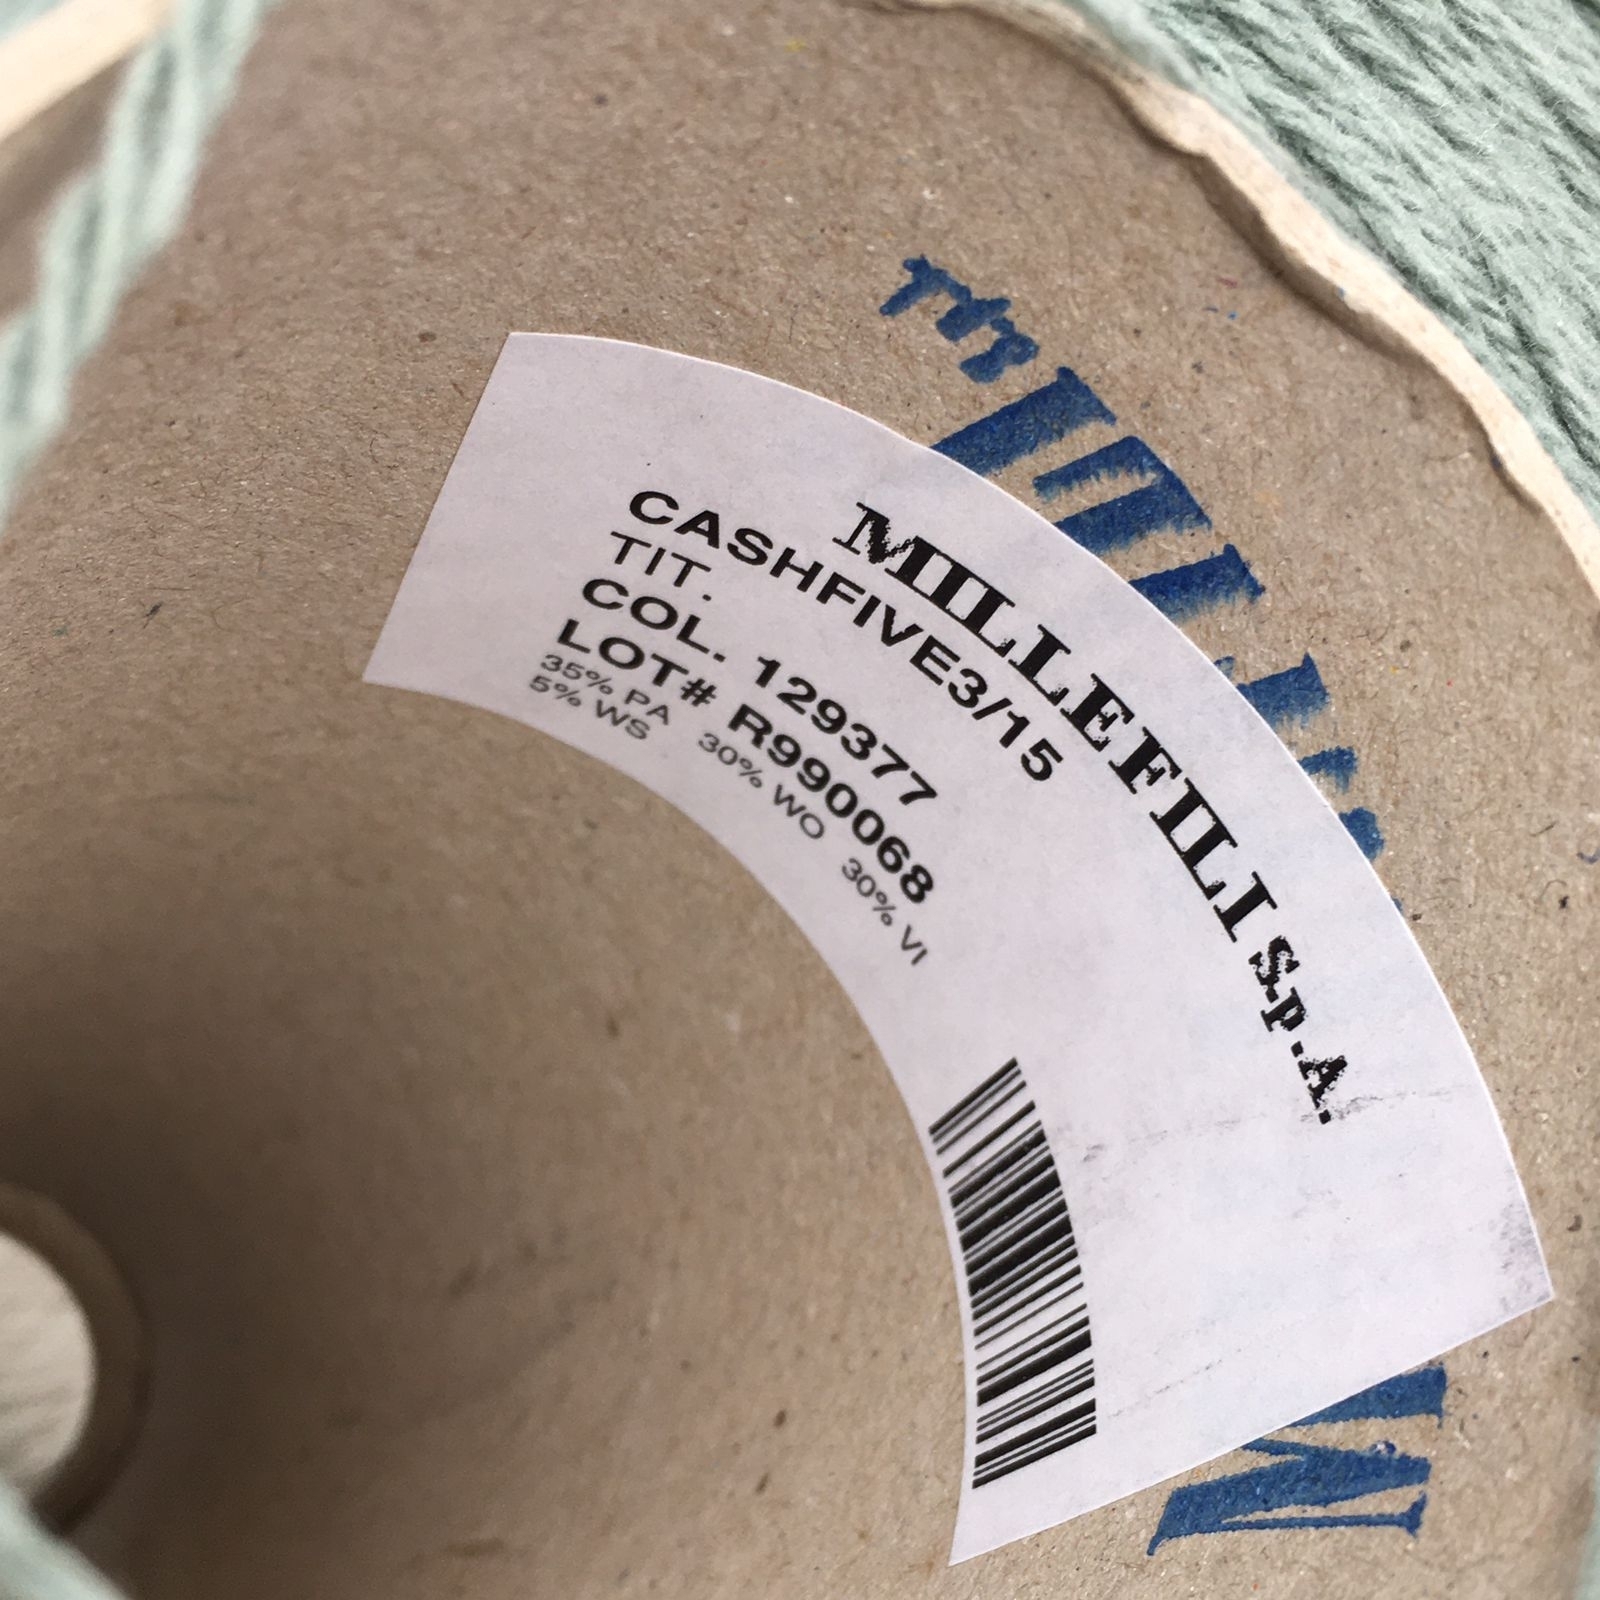 MILLEFILI S.p.A.
CASHFIVE3/15
TIT.
COL. 129377
LOT# R990068
35% PA 30% WO 30% VI
5% WS